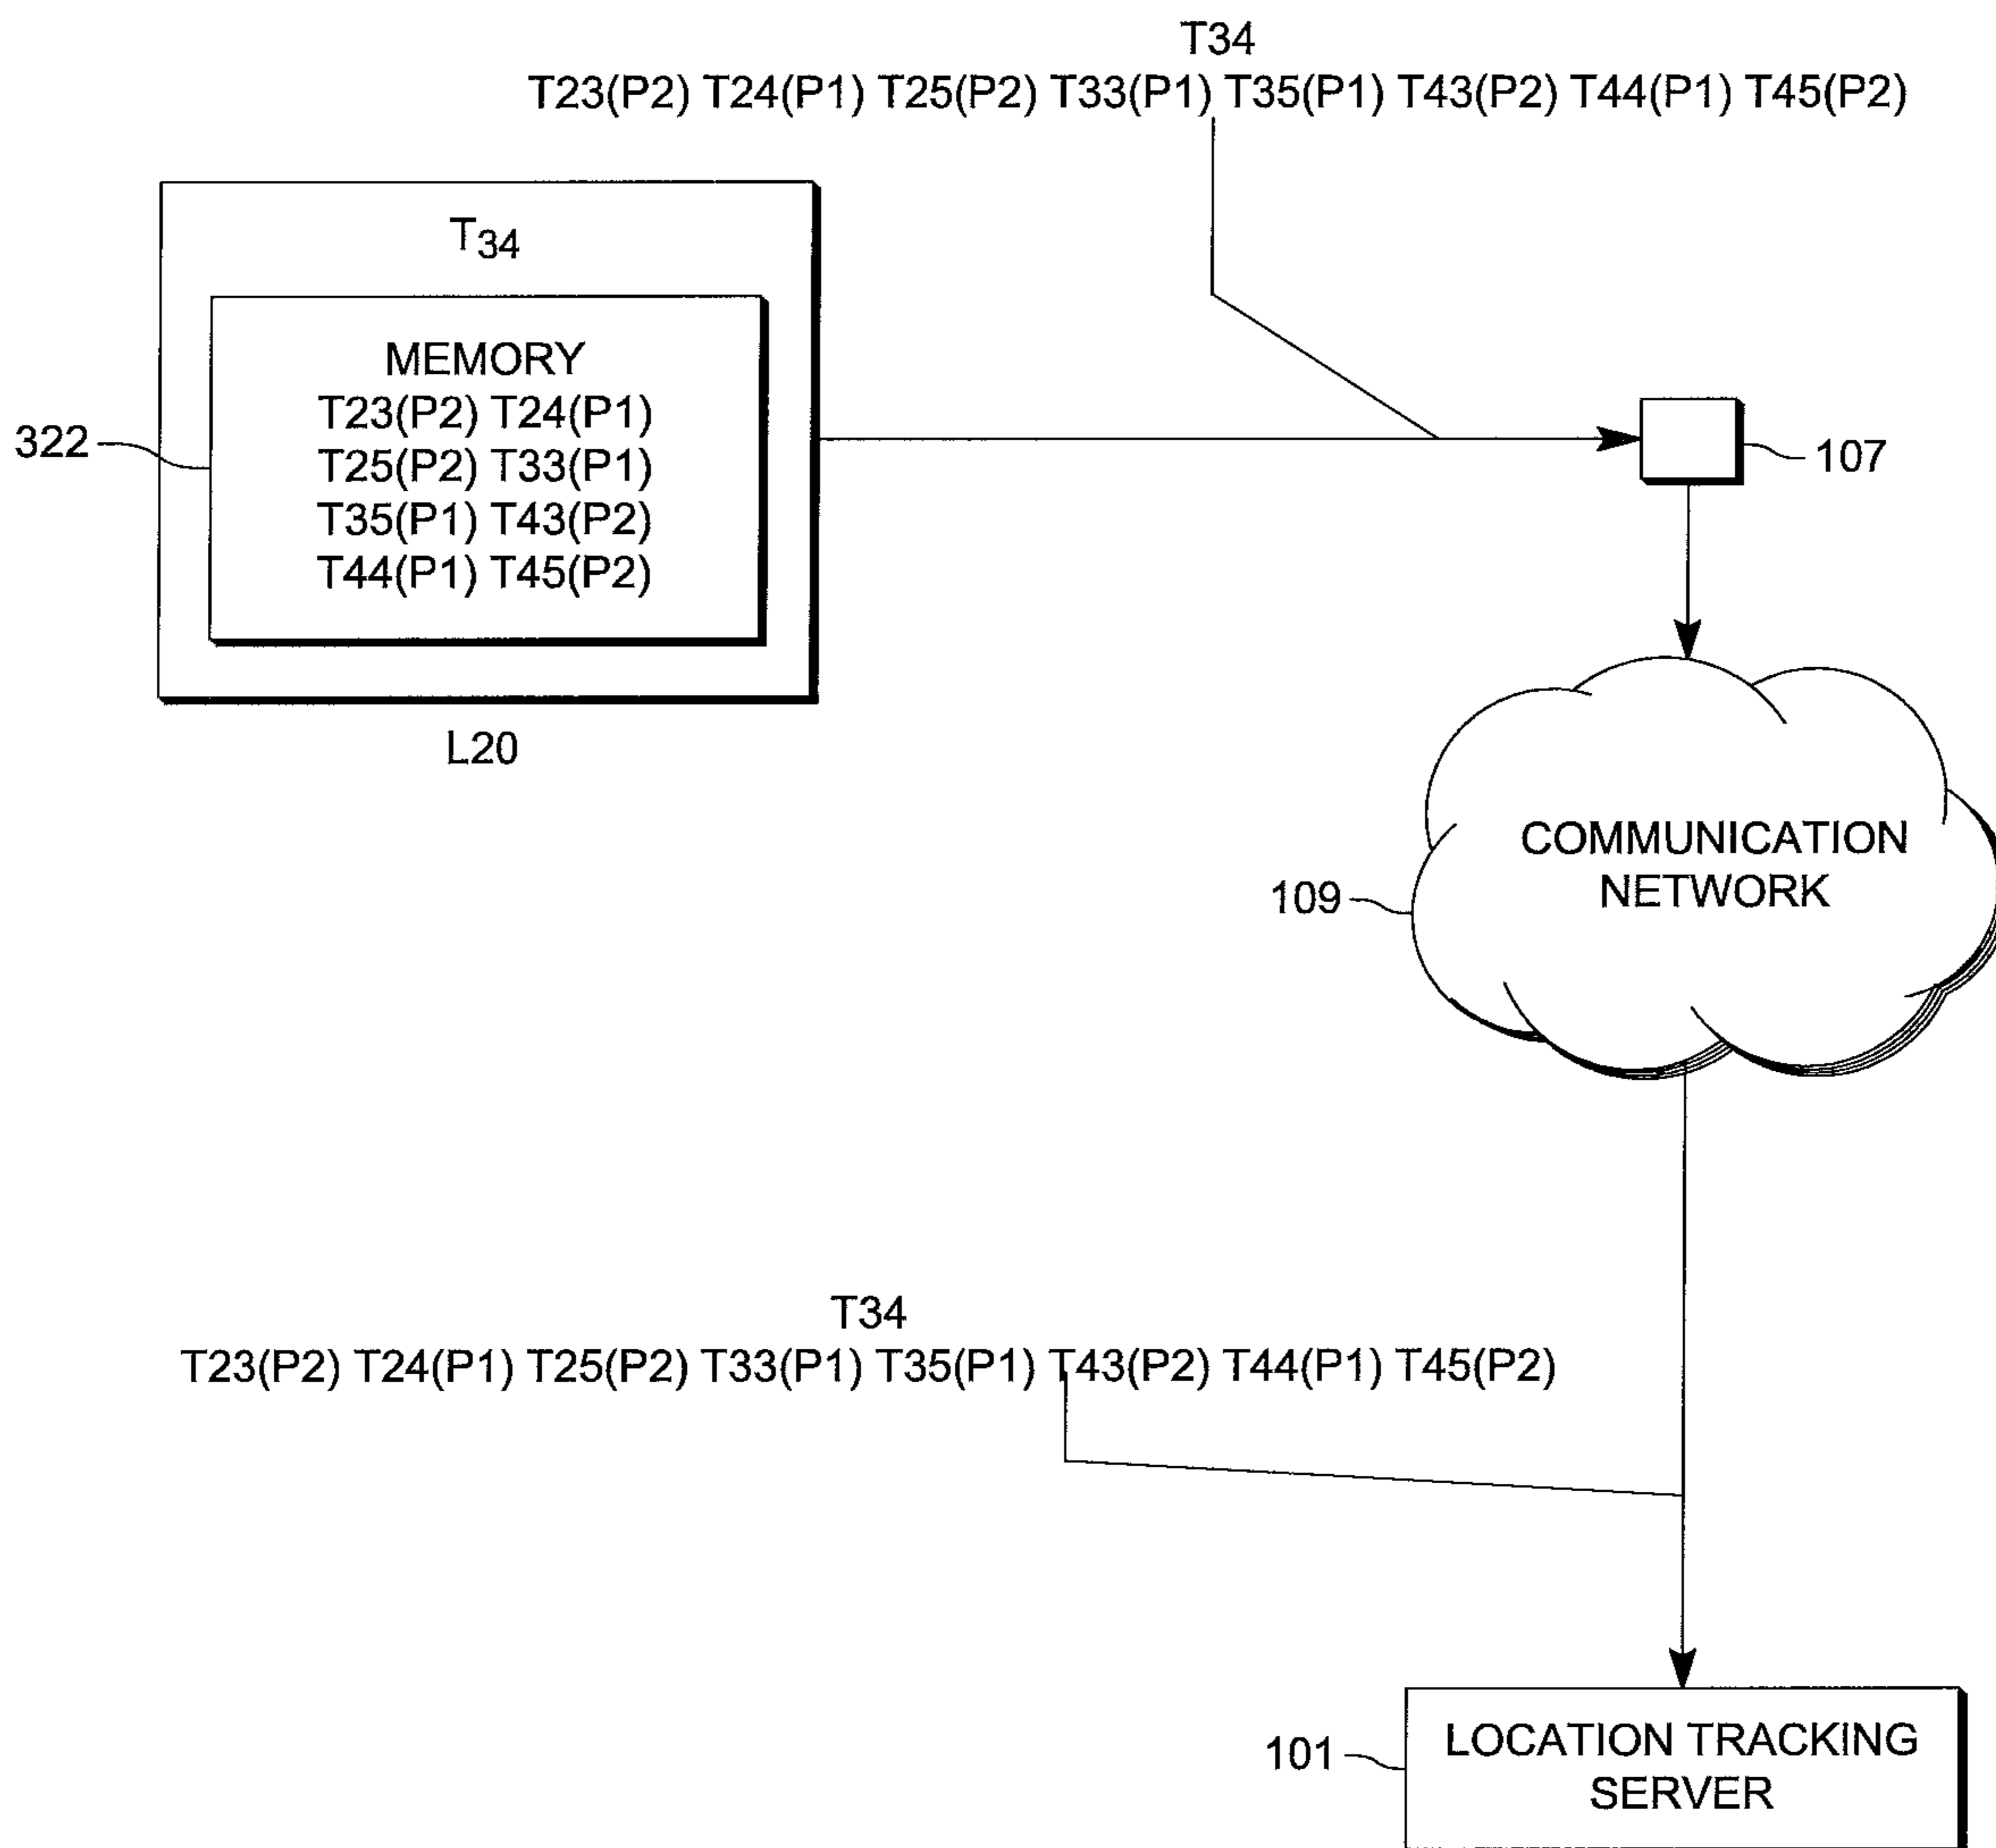 T34
T23(P2) T24(P1) T25(P2) T33(P1) T35(P1) T43(P2) T44(P1) T45(P2)
T34
MEMORY
T23(P2) T24(P1)
T25(P2) T33(P1)
T35(P1) T43(P2)
T44(P1) T45(P2)
322
107
L20
COMMUNICATION
NETWORK
109
T34
T23(P2) T24(P1) T25(P2) T33(P1) T35(P1) T43(P2) T44(P1) T45(P2)
101
LOCATION TRACKING
SERVER